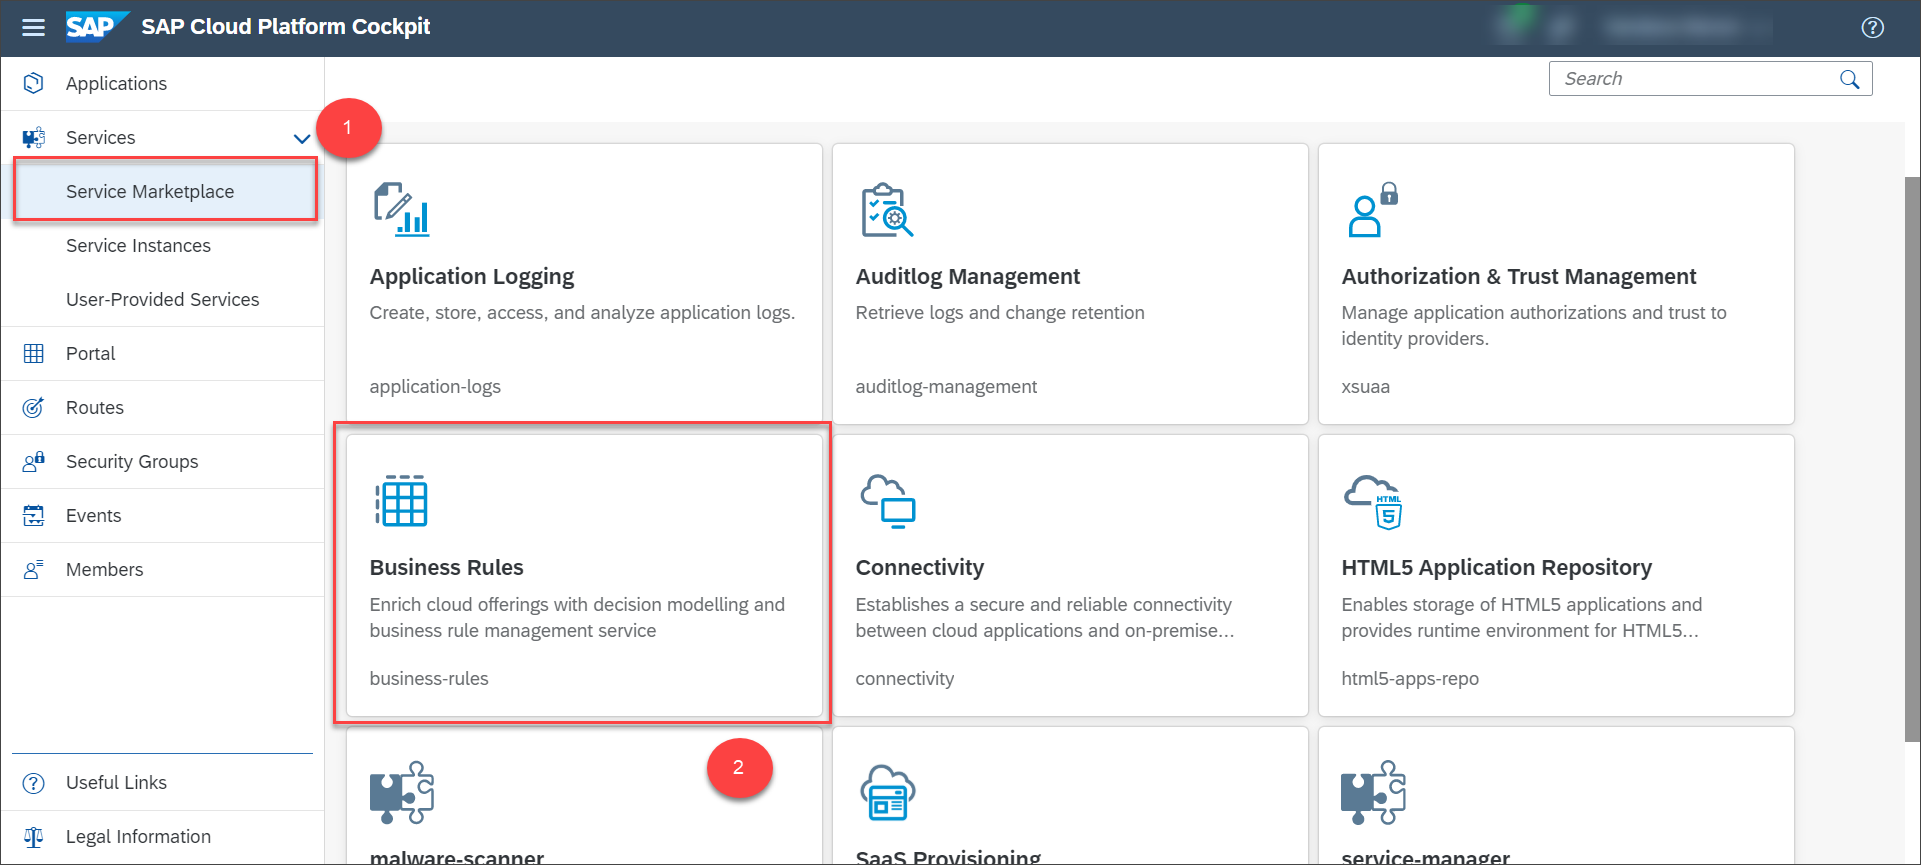 SAP SAP Cloud Platform Cockpit
Search
Applications
Services
1
Service Marketplace
Service Instances
User-Provided Services
Portal
Routes
Security Groups
Events
Members
Useful Links
Legal Information
Application Logging
Create, store, access, and analyze application logs.
application-logs
Auditlog Management
Retrieve logs and change retention
auditlog-management
Authorization & Trust Management
Manage application authorizations and trust to
identity providers.
xsuaa
Business Rules
Enrich cloud offerings with decision modelling and
business rule management service
business-rules
Connectivity
Establishes a secure and reliable connectivity
between cloud applications and on-premise...
connectivity
HTML
5
HTML5 Application Repository
Enables storage of HTML5 applications and
provides runtime environment for HTML5...
html5-apps-repo
2
malware-scanner
SaaS Provisioning
service-manager